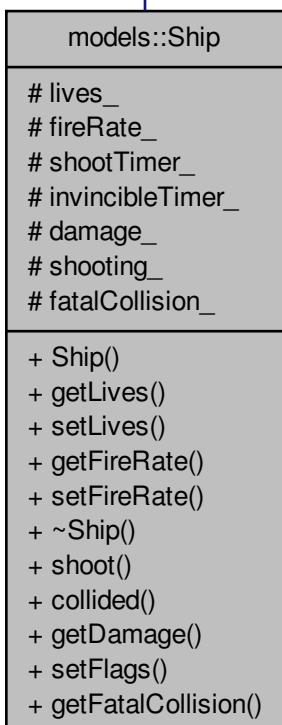 models::Ship
# lives_
# fireRate_
# shootTimer_
# invincibleTimer_
# damage_
# shooting_
# fatalCollision_
+ Ship()
+ getLives()
+ setLives()
+ getFireRate()
+ setFireRate()
+ ~Ship()
+ shoot()
+ collided()
+ getDamage()
+ setFlags()
+ getFatalCollision()